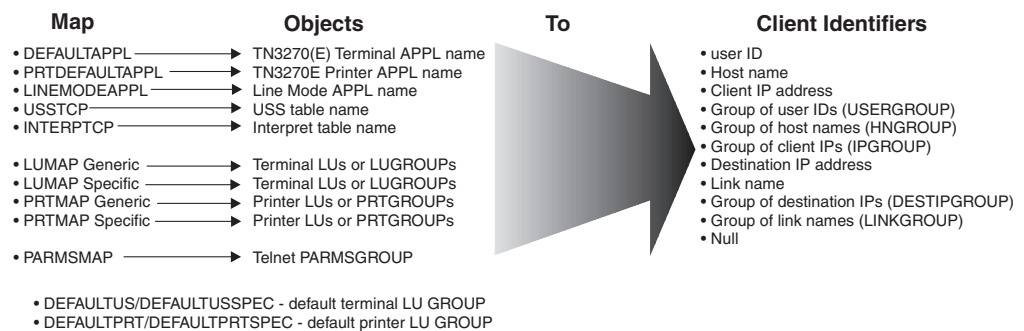 Map Objects To Client Identifiers
• DEFAULTAPPL TN3270(E) Terminal APPL name
• PRTDEFAULTAPPL TN3270E Printer APPL name
• LINEMODEAPPL Line Mode APPL name
• USSTCP USS table name
• INTERPTCP Interpret table name
• LUMAP Generic Terminal LUs or LUGROUPs
• LUMAP Specific Terminal LUs or LUGROUPs
• PRTMAP Generic Printer LUs or PRTGROUPs
• PRTMAP Specific Printer LUs or PRTGROUPs
• PARMSMAP Telnet PARMSGROUP
• user ID
• Host name
• Client IP address
• Group of user IDs (USERGROUP)
• Group of host names (HNGROUP)
• Group of client IPs (IPGROUP)
• Destination IP address
• Link name
• Group of destination IPs (DESTIPGROUP)
• Group of link names (LINKGROUP)
• Null
• DEFAULTUS/DEFAULTUSSPEC - default terminal LU GROUP
• DEFAULTPRT/DEFAULTPRTSPEC - default printer LU GROUP